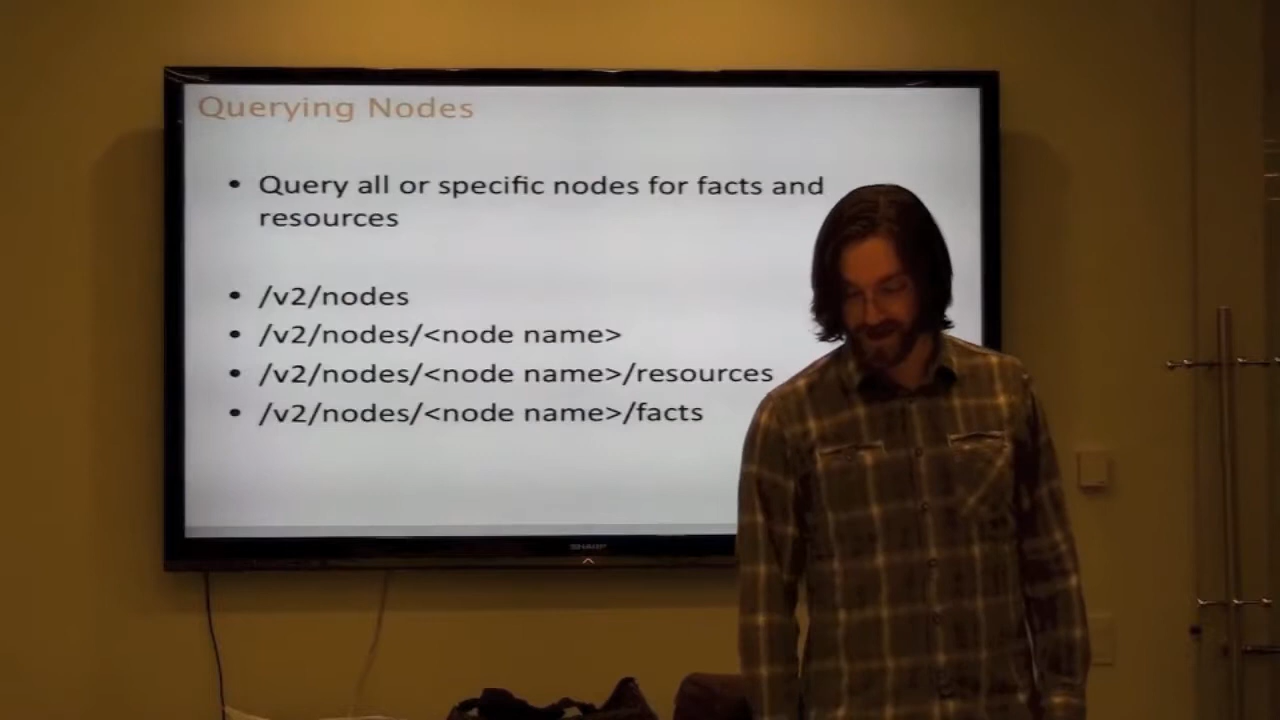 Querying Nodes
• Query all or specific nodes for facts and
resources
• /v2/nodes
• /v2/nodes/<node name>
• /v2/nodes/<node name>/resources
• /v2/nodes/<node name>/facts
SHARP